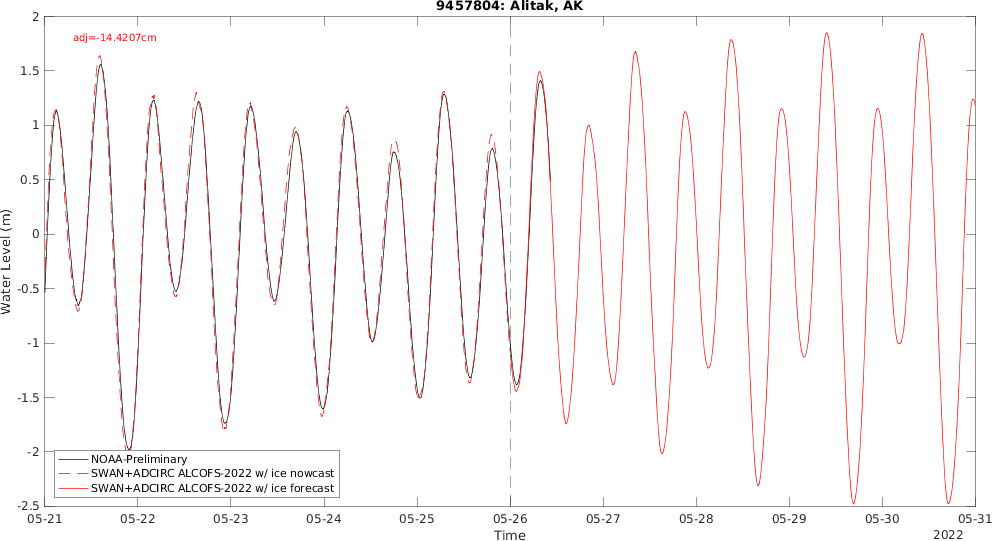 9457804: Alitak, AK
adj=-14.4207cm
2
1.5
1
0.5
0
-0.5
-1
-1.5
-2
-2.5
Water Level (m)
NOAA-Preliminary
SWAN+ADCIRC ALCOFS-2022 w/ ice nowcast
SWAN+ADCIRC ALCOFS-2022 w/ ice forecast
05-21 05-22 05-23 05-24 05-25 05-26 05-27 05-28 05-29 05-30 05-31
Time
2022